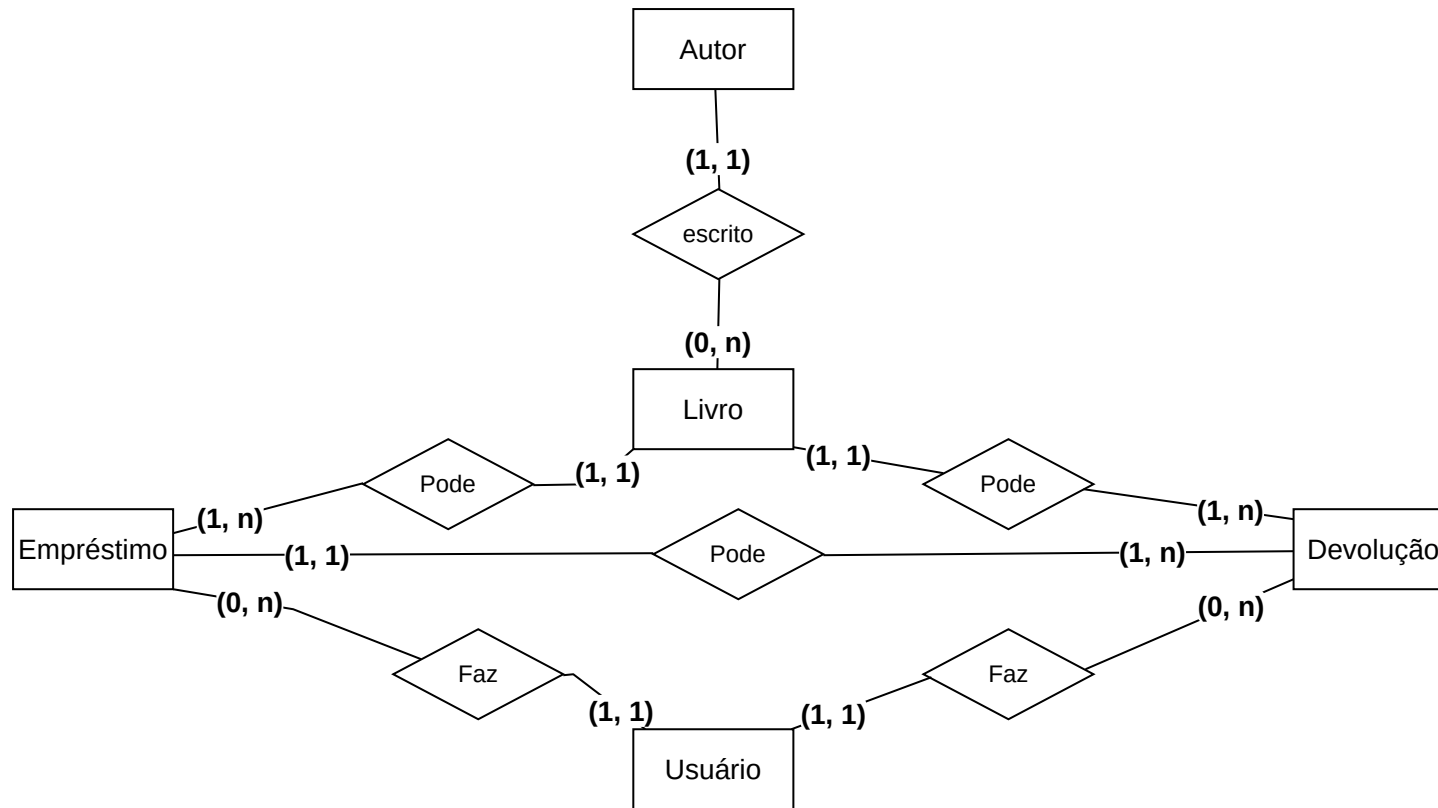 Autor
(1, 1)
escrito
(0, n)
Livro
(1, 1)
(1, 1)
Pode
Pode
(1, n)
(1, n)
Empréstimo
(1, 1)
Pode
(1, n)
Devolução
(0, n)
(0, n)
Faz
Faz
(1, 1)
(1, 1)
Usuário